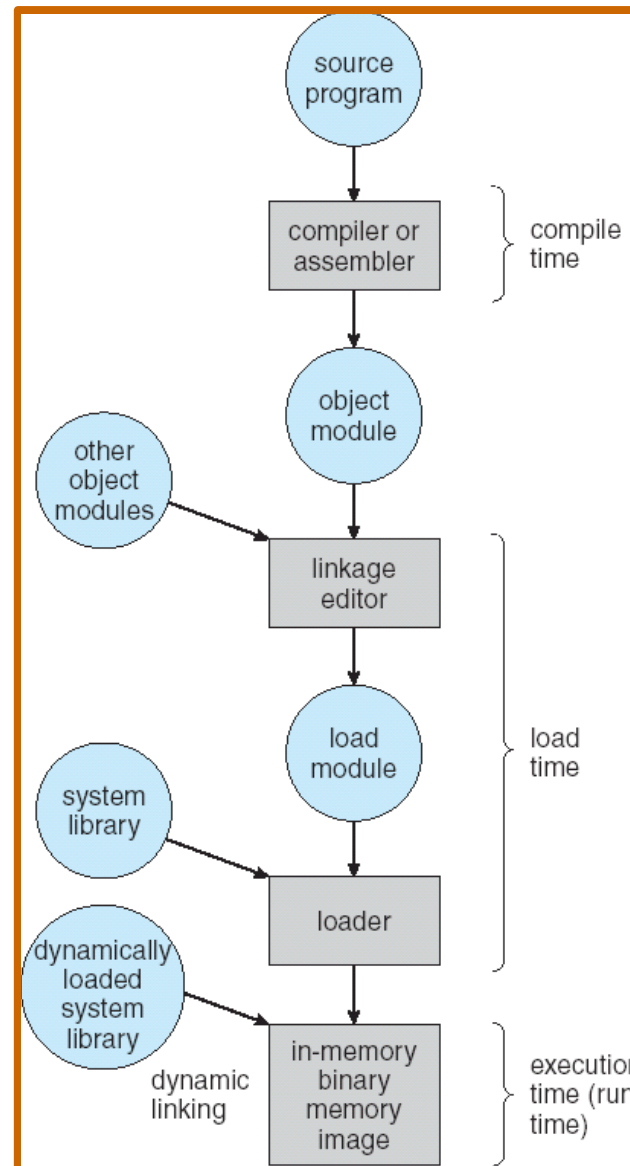 source
program
compiler or
assembler
compile
time
object
module
other
object
modules
linkage
editor
load
module
load
time
system
library
loader
dynamically
loaded
system
library
dynamic
linking
in-memory
binary
memory
image
execution
time (run
time)